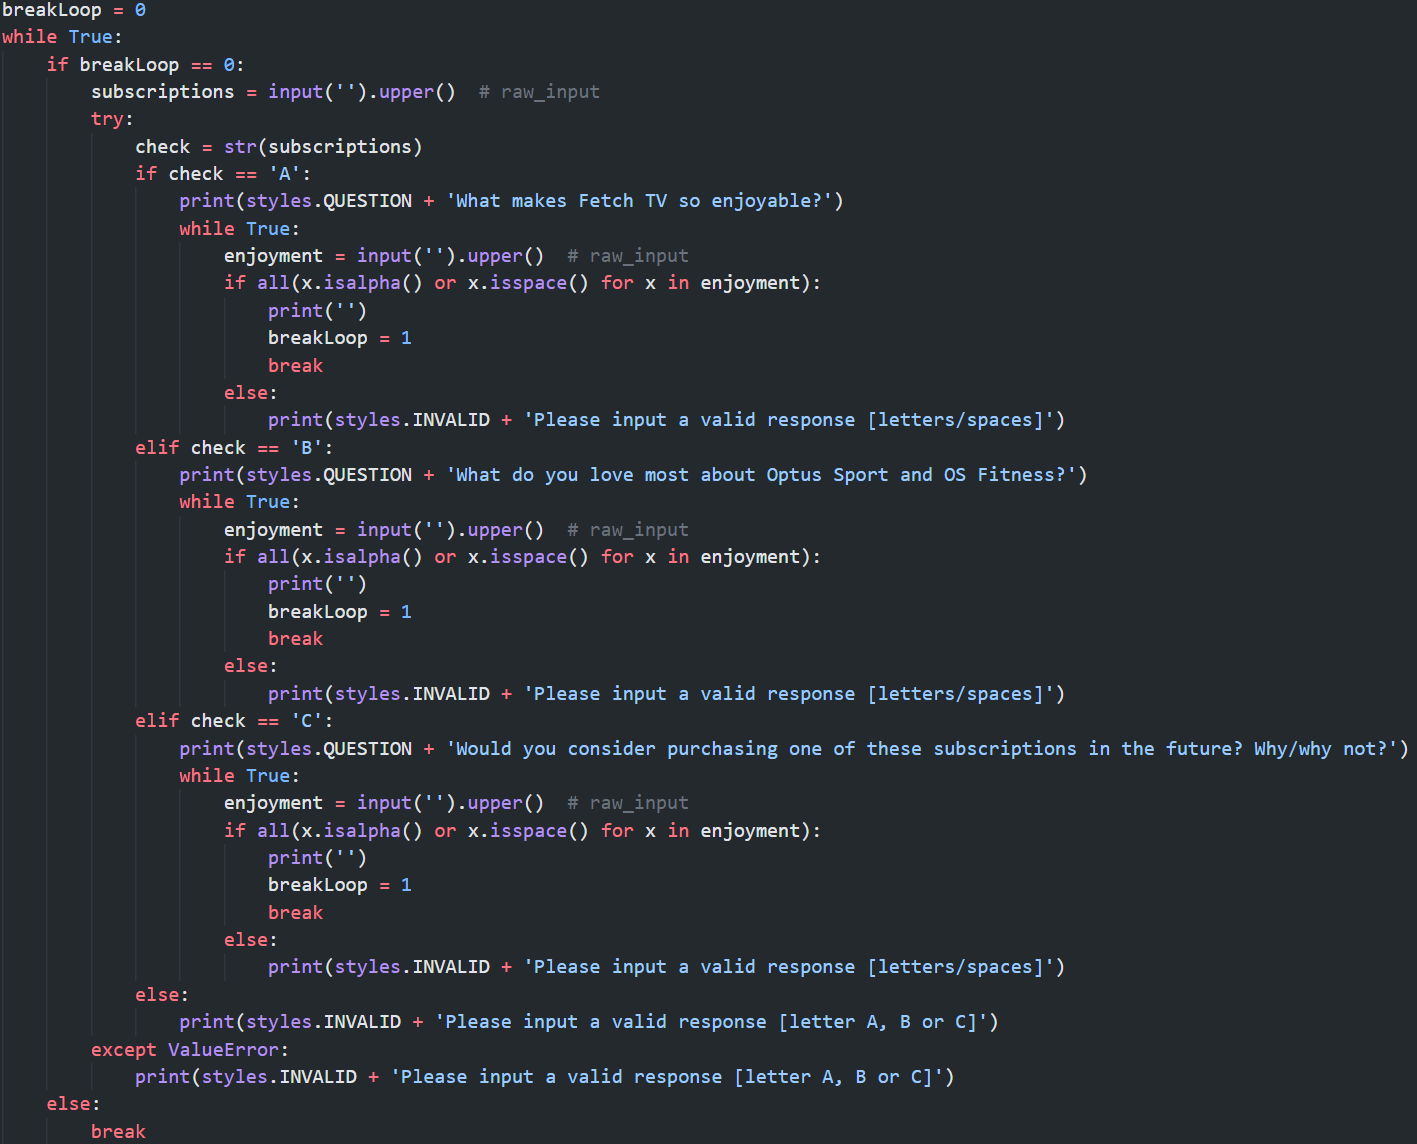 breakLoop = 0
while True:
    if breakLoop == 0:
        subscriptions = input('').upper()  # raw_input
        try:
            check = str(subscriptions)
            if check == 'A':
                print(styles.QUESTION + 'What makes Fetch TV so enjoyable?')
                while True:
                    enjoyment = input('').upper()  # raw_input
                    if all(x.isalpha() or x.isspace() for x in enjoyment):
                        print('')
                        breakLoop = 1
                        break
                    else:
                        print(styles.INVALID + 'Please input a valid response [letters/spaces]')
            elif check == 'B':
                print(styles.QUESTION + 'What do you love most about Optus Sport and OS Fitness?')
                while True:
                    enjoyment = input('').upper()  # raw_input
                    if all(x.isalpha() or x.isspace() for x in enjoyment):
                        print('')
                        breakLoop = 1
                        break
                    else:
                        print(styles.INVALID + 'Please input a valid response [letters/spaces]')
            elif check == 'C':
                print(styles.QUESTION + 'Would you consider purchasing one of these subscriptions in the future? Why/why not?')
                while True:
                    enjoyment = input('').upper()  # raw_input
                    if all(x.isalpha() or x.isspace() for x in enjoyment):
                        print('')
                        breakLoop = 1
                        break
                    else:
                        print(styles.INVALID + 'Please input a valid response [letters/spaces]')
            else:
                print(styles.INVALID + 'Please input a valid response [letter A, B or C]')
        except ValueError:
            print(styles.INVALID + 'Please input a valid response [letter A, B or C]')
    else:
        break